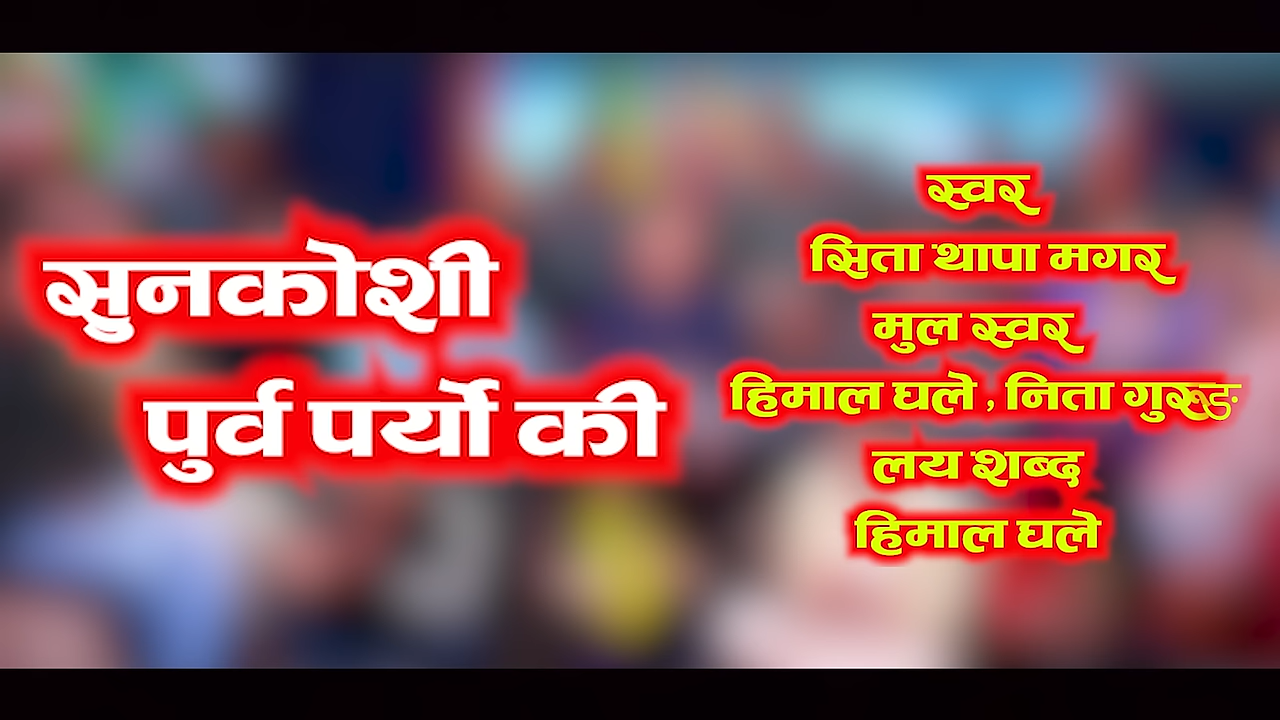 सुनकोशी
पुर्व पर्यो की
स्वर
सिता थापा मगर
मुल स्वर
हिमाल घले , निता गुरूङ
लय शब्द
हिमाल घले